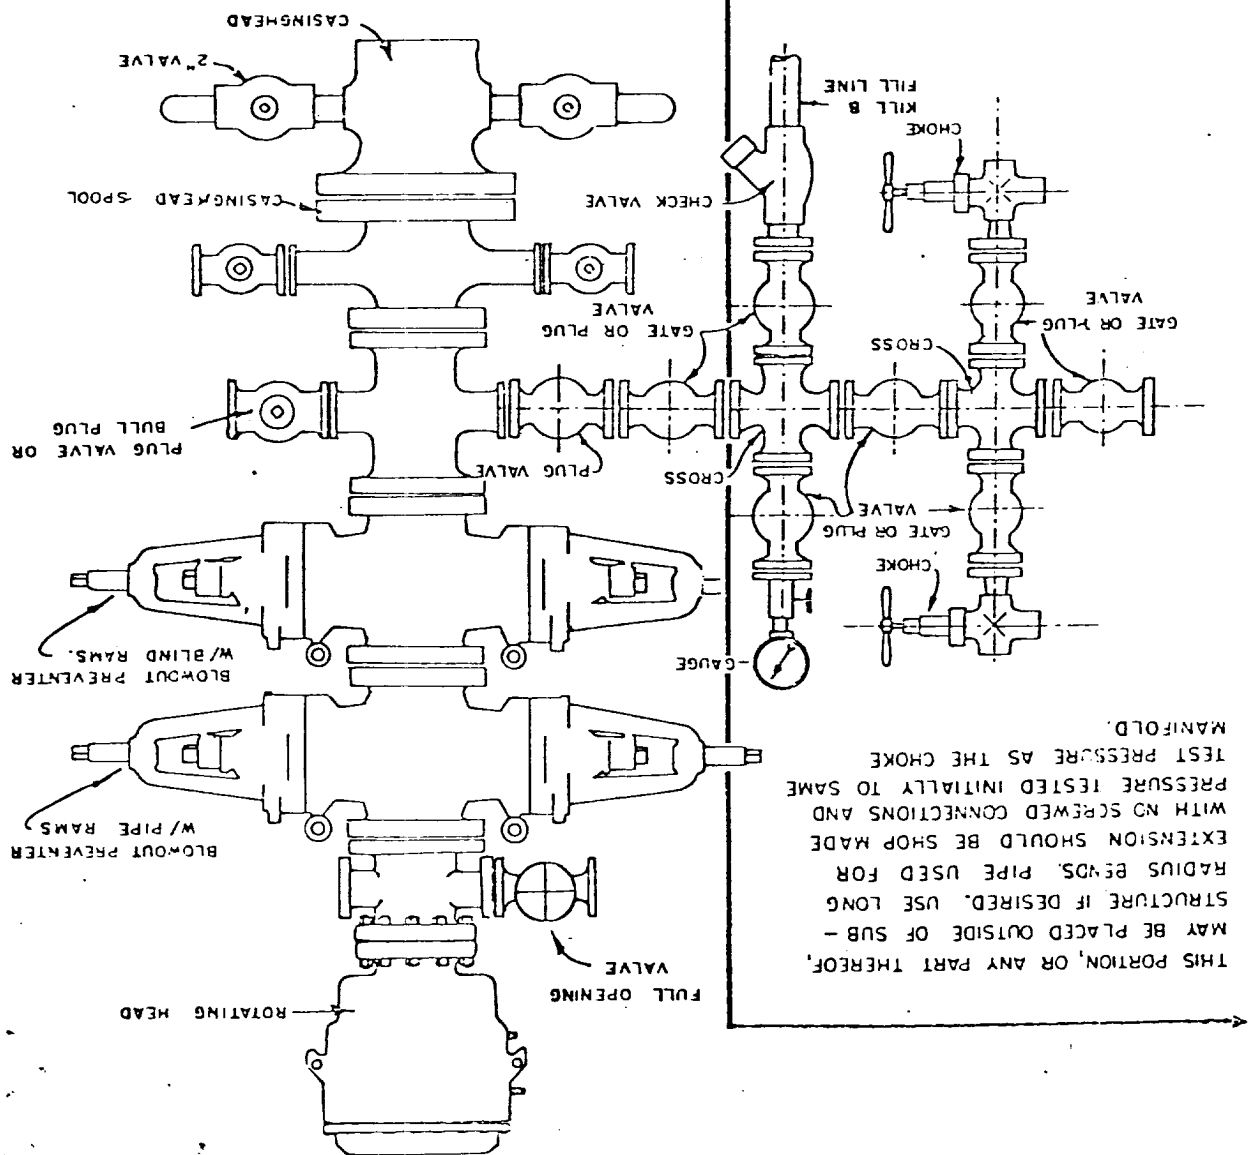 THIS PORTION, OR ANY PART THEREOF,
MAY BE PLACED OUTSIDE OF SUB-
STRUCTURE IF DESIRED. USE LONG
RADIUS BENDS. PIPE USED FOR
EXTENSION SHOULD BE SHOP MADE
WITH NO SCREWED CONNECTIONS AND
PRESSURE TESTED INITIALLY TO SAME
TEST PRESSURE AS THE CHOKE
MANIFOLD.
ROTATING HEAD
FULL OPENING
VALVE
BLOWOUT PREVENTER
W/PIPE RAMS
BLOWOUT PREVENTER
W/BLIND RAMS.
GAUGE
CHOKE
GATE OR PLUG
VALVE
CROSS
PLUG VALVE
PLUG VALVE OR
BULL PLUG
CROSS
GATE OR PLUG
VALVE
GATE OR PLUG
VALVE
CASINGHEAD SPOOL
CHECK VALVE
CHOKE
KILL &
FILL LINE
2" VALVE
CASINGHEAD